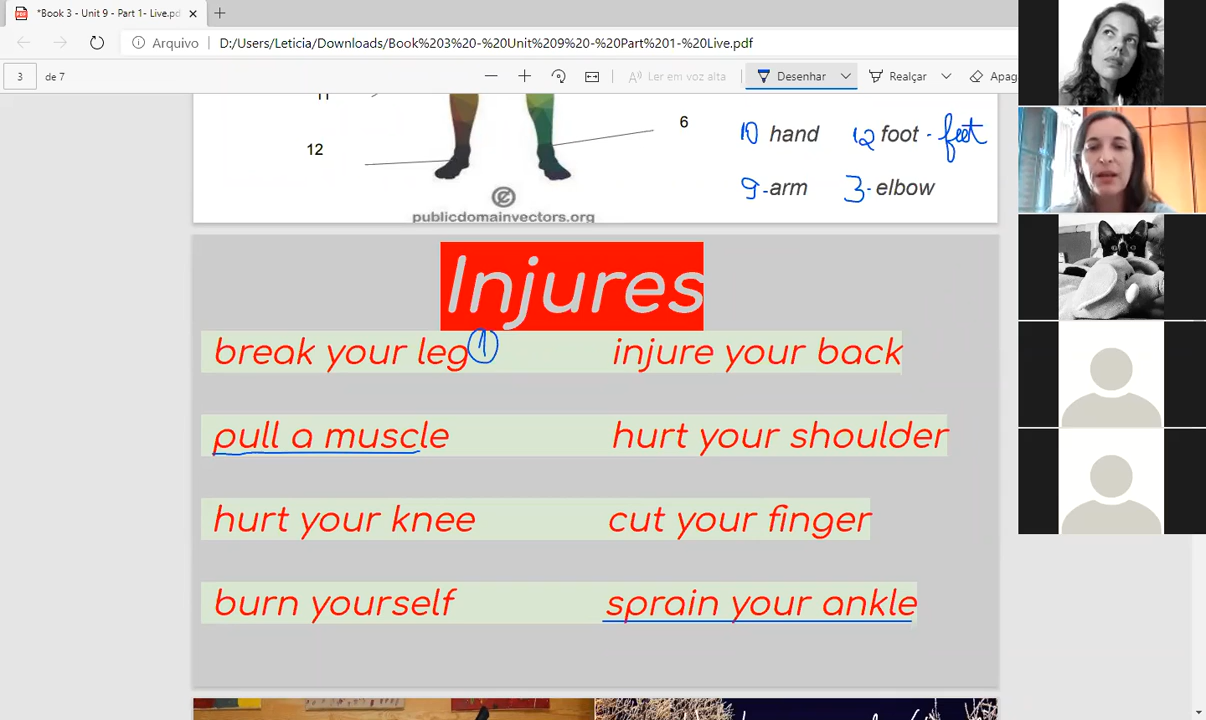 *Book 3 - Unit 9 - Part 1- Live.pd
Arquivo D:/Users/Leticia/Downloads/Book%203%20-%20Unit%209%20-%20Part%201-%20Live.pdf
3 de 7 Ler em voz alta Desenhar Realçar Apag
11
6
12
10 hand 12 foot - feet
9-arm 3-elbow
publicdomainvectors.org
Injures
break your leg 1 injure your back
pull a muscle hurt your shoulder
hurt your knee cut your finger
burn yourself sprain your ankle